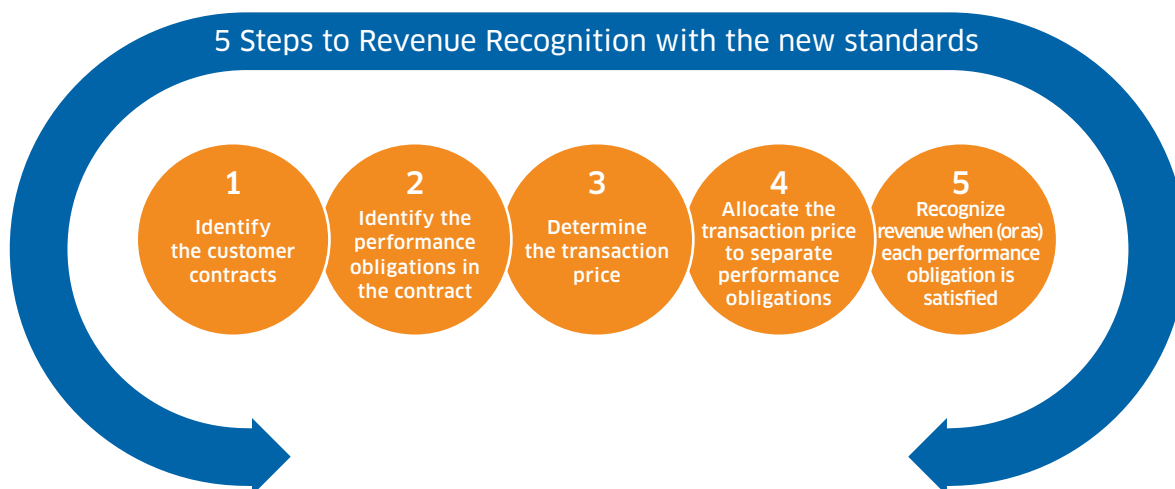 5 Steps to Revenue Recognition with the new standards
1
Identify
the customer
contracts
2
Identify the
performance
obligations in
the contract
3
Determine
the transaction
price
4
Allocate the
transaction price
to separate
performance
obligations
5
Recognize
revenue when (or as)
each performance
obligation is
satisfied